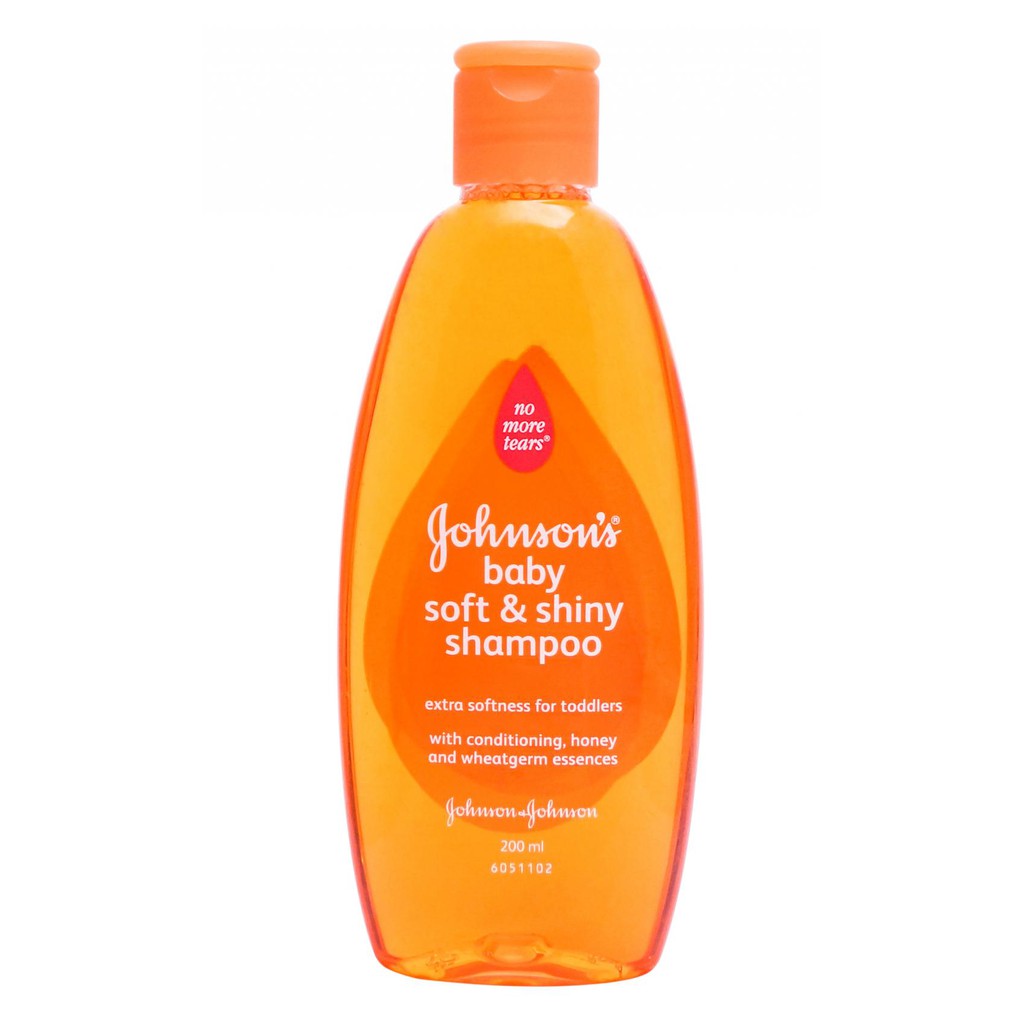 no
more
tears®
Johnson's®
baby
soft & shiny
shampoo
extra softness for toddlers
with conditioning, honey
and wheatgerm essences
Johnson & Johnson
200 ml
6051102